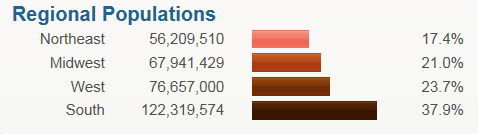 Regional Populations
Northeast 56,209,510 17.4%
Midwest 67,941,429 21.0%
West 76,657,000 23.7%
South 122,319,574 37.9%